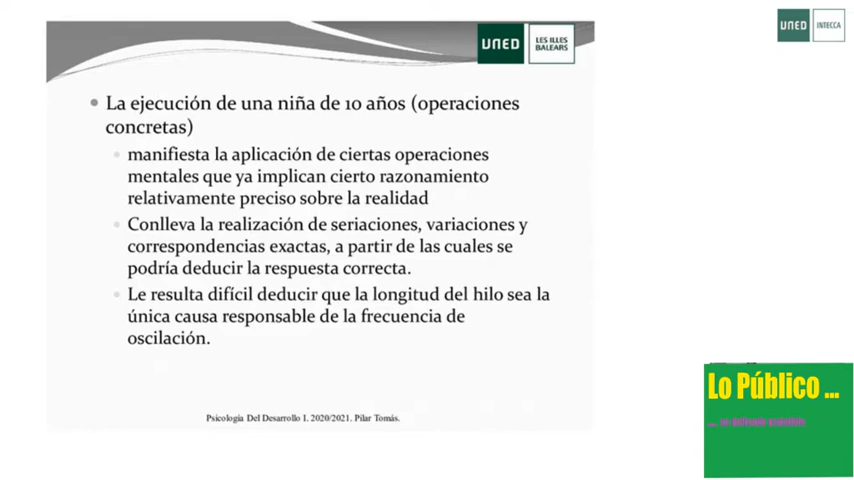 UNED
INTECCA
UNED
LES ILLES
BALEARS
La ejecución de una niña de 10 años (operaciones
concretas)
manifiesta la aplicación de ciertas operaciones
mentales que ya implican cierto razonamiento
relativamente preciso sobre la realidad
Conlleva la realización de seriaciones, variaciones y
correspondencias exactas, a partir de las cuales se
podría deducir la respuesta correcta.
Le resulta difícil deducir que la longitud del hilo sea la
única causa responsable de la frecuencia de
oscilación.
Lo Público ...
Psicología Del Desarrollo I. 2020/2021. Pilar Tomás.